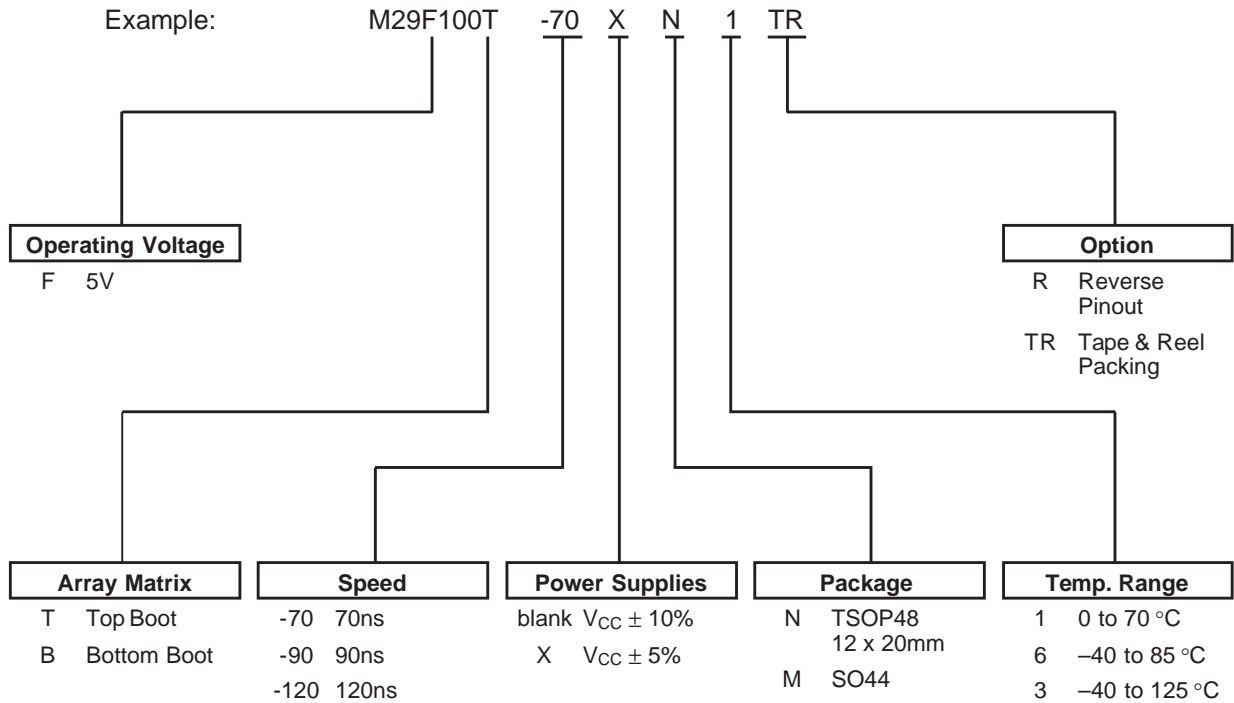 Example: M29F100T -70 X N 1 TR
Operating Voltage
F 5V
Option
R Reverse
Pinout
TR Tape & Reel
Packing
Array Matrix
T Top Boot
B Bottom Boot
Speed
-70 70ns
-90 90ns
-120 120ns
Power Supplies
blank VCC ± 10%
X VCC ± 5%
Package
N TSOP48
12 x 20mm
M SO44
Temp. Range
1 0 to 70 °C
6 –40 to 85 °C
3 –40 to 125 °C